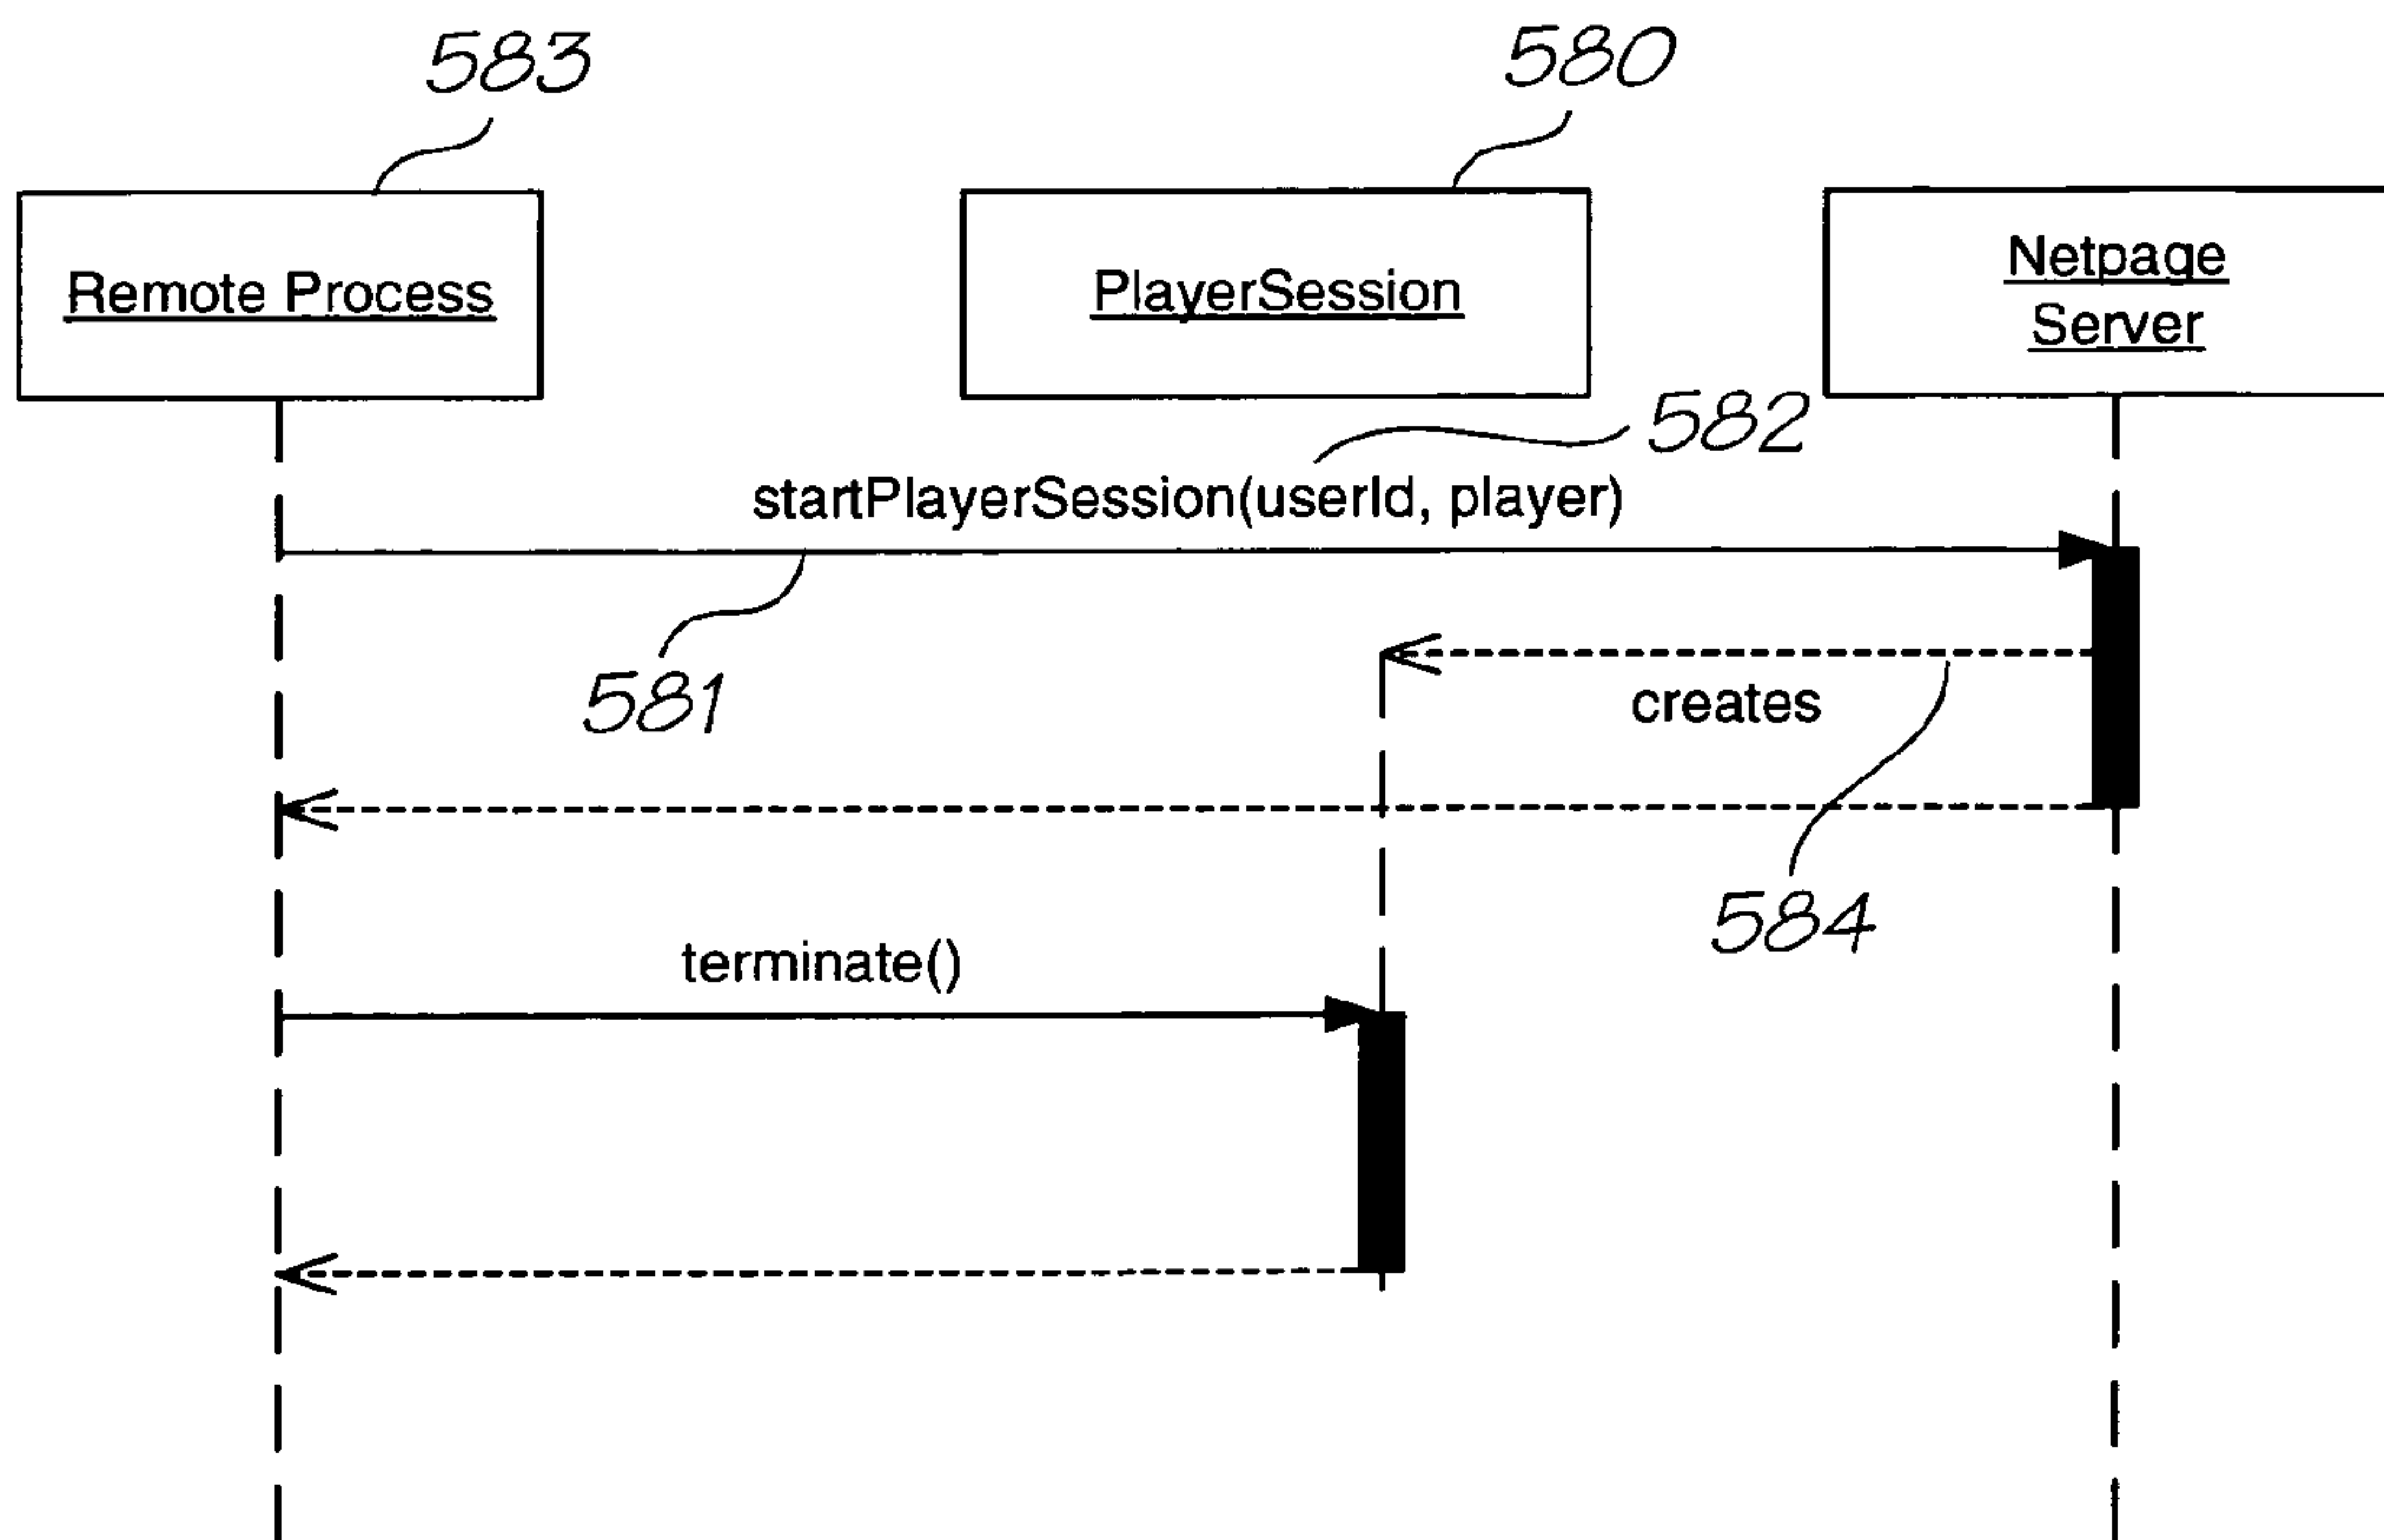 583
580
Remote Process
PlayerSession
Netpage
Server
582
startPlayerSession(userId, player)
581
creates
584
terminate()